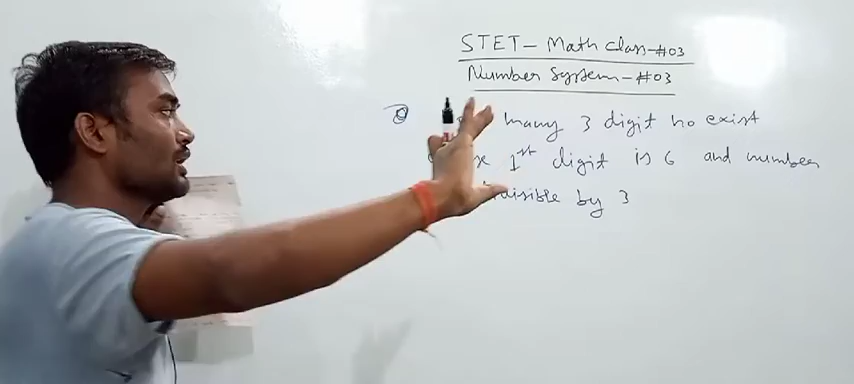 STET- Math Class-#03
Number System-#03
many 3 digit no exist
1st digit is 6 and number
by 3